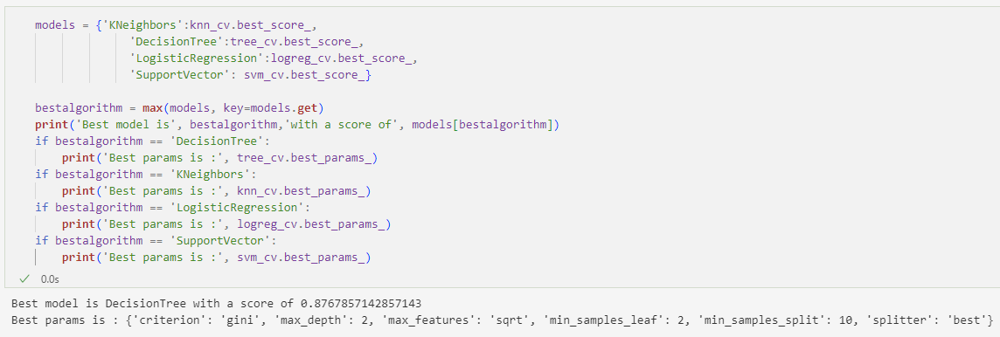 models = {'KNeighbors':knn_cv.best_score_,
'DecisionTree':tree_cv.best_score_,
'LogisticRegression':logreg_cv.best_score_,
'SupportVector': svm_cv.best_score_}
bestalgorithm = max(models, key=models.get)
print('Best model is', bestalgorithm,'with a score of', models[bestalgorithm])
if bestalgorithm == 'DecisionTree':
print('Best params is :', tree_cv.best_params_)
if bestalgorithm == 'KNeighbors':
print('Best params is :', knn_cv.best_params_)
if bestalgorithm == 'LogisticRegression':
print('Best params is :', logreg_cv.best_params_)
if bestalgorithm == 'SupportVector':
print('Best params is :', svm_cv.best_params_)
0.0s
Best model is DecisionTree with a score of 0.8767857142857143
Best params is : {'criterion': 'gini', 'max_depth': 2, 'max_features': 'sqrt', 'min_samples_leaf': 2, 'min_samples_split': 10, 'splitter': 'best'}